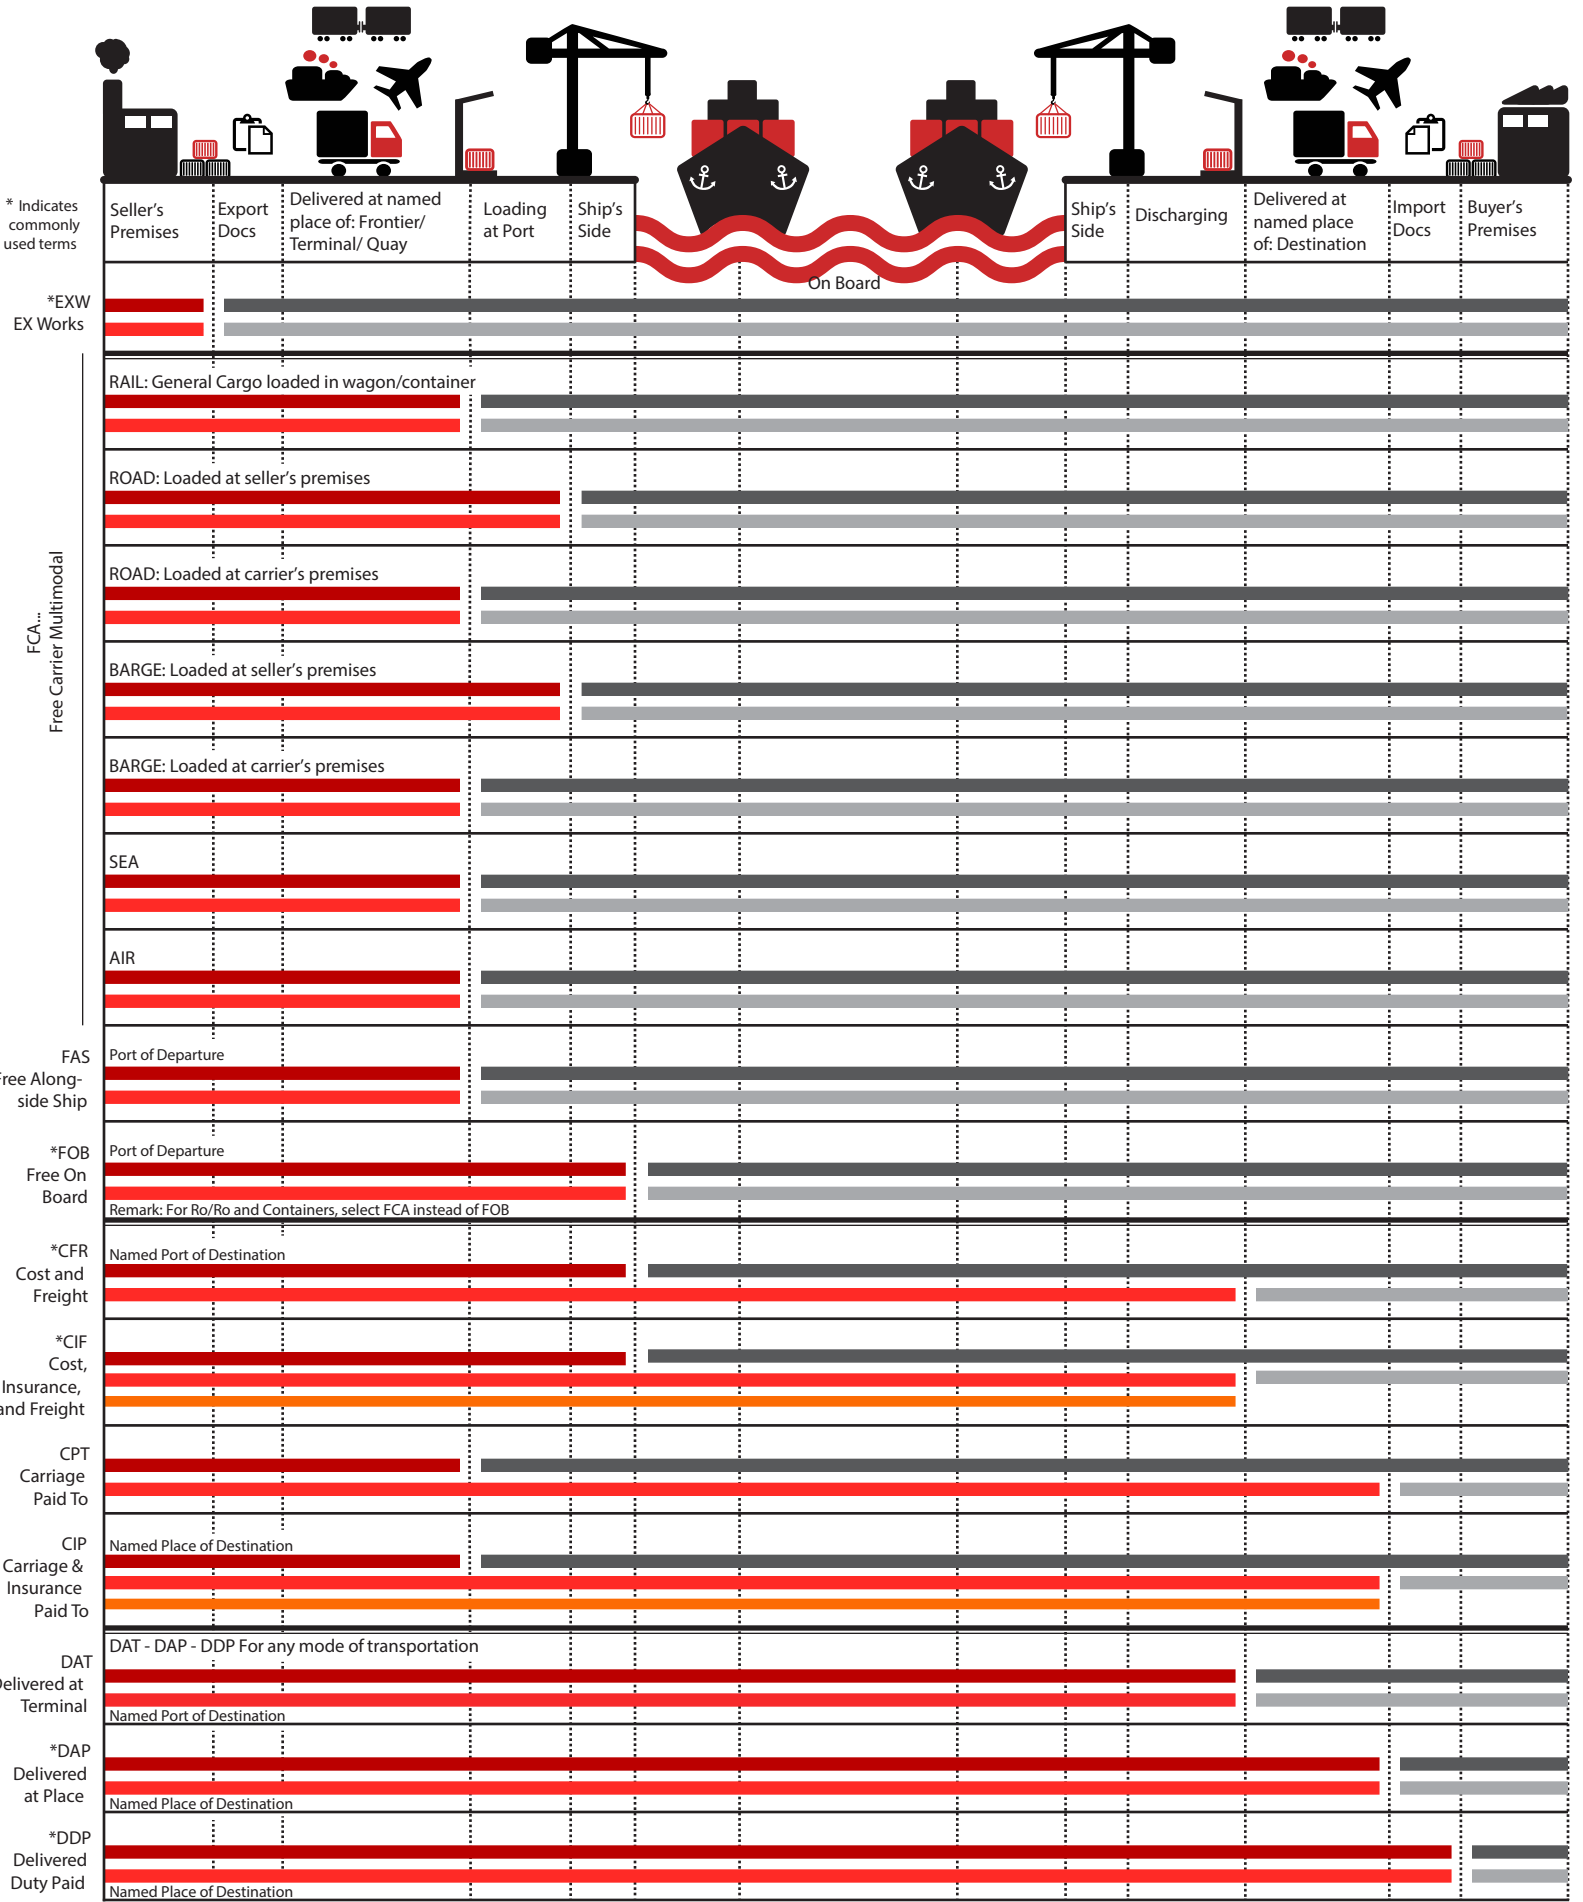 * Indicates
commonly
used terms
Seller's
Premises
Export
Docs
Delivered at named
place of: Frontier/
Terminal/ Quay
Loading
at Port
Ship's
Side
On Board
Ship's
Side
Discharging
Delivered at
named place
of: Destination
Import
Docs
Buyer's
Premises
*EXW
EX Works
FCA...
Free Carrier Multimodal
RAIL: General Cargo loaded in wagon/container
ROAD: Loaded at seller's premises
ROAD: Loaded at carrier's premises
BARGE: Loaded at seller's premises
BARGE: Loaded at carrier's premises
SEA
AIR
FAS
Free Along-
side Ship
Port of Departure
*FOB
Free On
Board
Port of Departure
Remark: For Ro/Ro and Containers, select FCA instead of FOB
*CFR
Cost and
Freight
Named Port of Destination
*CIF
Cost,
Insurance,
and Freight
CPT
Carriage
Paid To
CIP
Carriage &
Insurance
Paid To
Named Place of Destination
DAT - DAP - DDP For any mode of transportation
DAT
Delivered at
Terminal
Named Port of Destination
*DAP
Delivered
at Place
Named Place of Destination
*DDP
Delivered
Duty Paid
Named Place of Destination